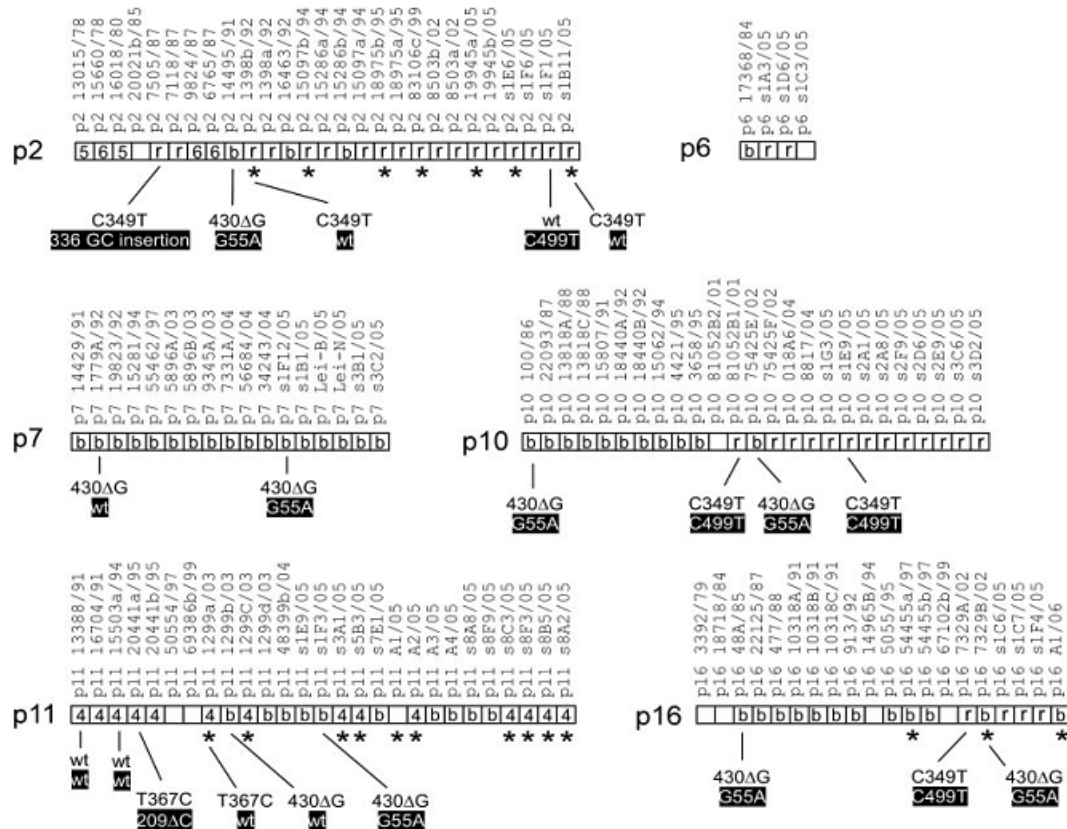 p2 13015/78
p2 15660/78
p2 16018/80
p2 20021b/85
p2 7505/87
p2 7118/87
p2 9824/87
p2 6765/87
p2 14495/91
p2 1398b/92
p2 1398a/92
p2 16463/92
p2 15097b/94
p2 15286a/94
p2 15286b/94
p2 15097a/94
p2 18975b/95
p2 18975a/95
p2 83106c/99
p2 8503b/02
p2 8503a/02
p2 19945a/05
p2 19945b/05
p2 s1E6/05
p2 s1F6/05
p2 s1F1/05
p2 s1B11/05
p2 5 6 5 r r 6 6 b r r b r r b r r r r r r r r r r r r
* * * * * * *
C349T
336 GC insertion
430ΔG
G55A
C349T
wt
wt
C499T
C349T
wt
p6 17368/84
p6 s1A3/05
p6 s1D6/05
p6 s1C3/05
p6 b r r
p7 14429/91
p7 1779A/92
p7 19823/92
p7 15281/94
p7 55462/97
p7 5896A/03
p7 5896B/03
p7 9345A/03
p7 7331A/04
p7 56684/04
p7 34243/04
p7 s1F12/05
p7 s1B1/05
p7 Lei-B/05
p7 Lei-N/05
p7 s3B1/05
p7 s3C2/05
p7 b b b b b b b b b b b b b b b b b
430ΔG
wt
430ΔG
G55A
p10 100/86
p10 22093/87
p10 13818A/88
p10 13818C/88
p10 15807/91
p10 18440A/92
p10 18440B/92
p10 15062/94
p10 4421/95
p10 3658/95
p10 81052B2/01
p10 81052B1/01
p10 75425E/02
p10 75425F/02
p10 018A6/04
p10 8817/04
p10 s1G3/05
p10 s1E9/05
p10 s2A1/05
p10 s2A8/05
p10 s2F9/05
p10 s2D6/05
p10 s2E9/05
p10 s3C6/05
p10 s3D2/05
p10 b b b b b b b b b b r b r r r r r r r r r r r r
430ΔG
G55A
C349T
C499T
430ΔG
G55A
C349T
C499T
p11 13388/91
p11 16704/91
p11 15503a/94
p11 20441a/95
p11 20441b/95
p11 50554/97
p11 69386b/99
p11 1299a/03
p11 1299b/03
p11 1299C/03
p11 1299d/03
p11 48399b/04
p11 s1E9/05
p11 s1F3/05
p11 s3A1/05
p11 s5B3/05
p11 s7E1/05
p11 A1/05
p11 A2/05
p11 A3/05
p11 A4/05
p11 s8A8/05
p11 s8F9/05
p11 s8C3/05
p11 s8F3/05
p11 s8B5/05
p11 s8A2/05
p11 4 4 4 4 4 4 b 4 b b b b 4 4 b 4 b b b b 4 4 4 4
* * * * * * * * * *
wt
wt
wt
wt
T367C
209ΔC
T367C
wt
430ΔG
wt
430ΔG
G55A
p16 3392/79
p16 18718/84
p16 48A/85
p16 22125/87
p16 477/88
p16 10318A/91
p16 10318B/91
p16 10318C/91
p16 913/92
p16 14965B/94
p16 5055/95
p16 54455a/97
p16 54455b/97
p16 67102b/99
p16 7329A/02
p16 7329B/02
p16 s1C6/05
p16 s1C7/05
p16 s1F4/05
p16 A1/06
p16 b b b b b b b b b b r b r r r b
* * *
430ΔG
G55A
C349T
C499T
430ΔG
G55A